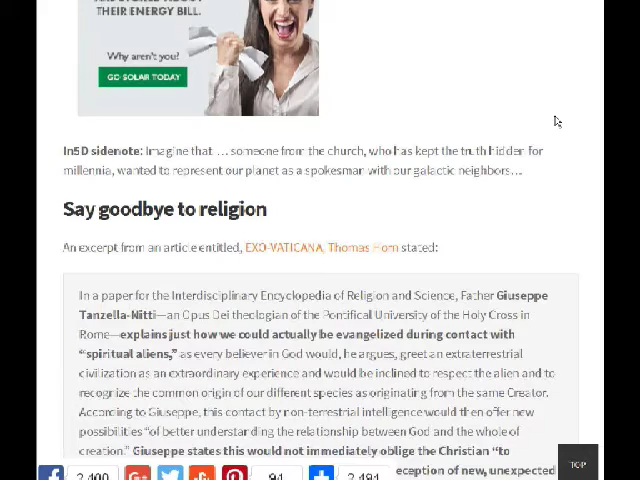 THEIR ENERGY BILL.
Why aren't you?
GO SOLAR TODAY
In5D sidenote: Imagine that … someone from the church, who has kept the truth hidden for
millennia, wanted to represent our planet as a spokesman with our galactic neighbors…
Say goodbye to religion
An excerpt from an article entitled, EXO-VATICANA, Thomas Horn stated:
In a paper for the Interdisciplinary Encyclopedia of Religion and Science, Father Giuseppe
Tanzella-Nitti—an Opus Dei theologian of the Pontifical University of the Holy Cross in
Rome—explains just how we could actually be evangelized during contact with
“spiritual aliens,” as every believer in God would, he argues, greet an extraterrestrial
civilization as an extraordinary experience and would be inclined to respect the alien and to
recognize the common origin of our different species as originating from the same Creator.
According to Giuseppe, this contact by non-terrestrial intelligence would then offer new
possibilities “of better understanding the relationship between God and the whole of
creation.” Giuseppe states this would not immediately oblige the Christian “to
eception of new, unexpected
TOP
2,400
94
2,494